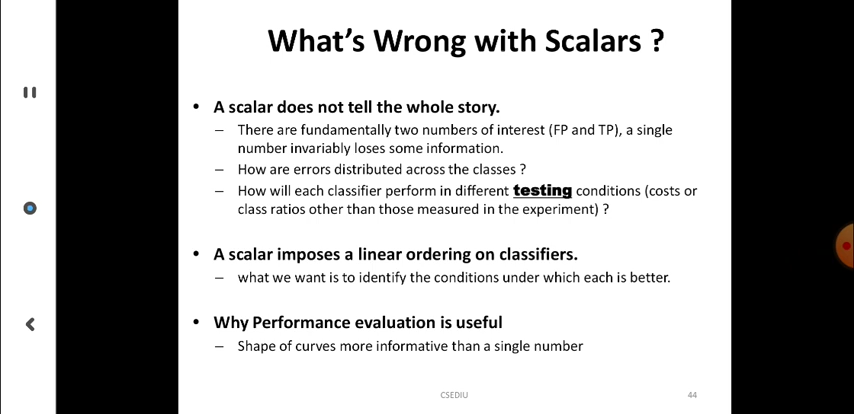 What's Wrong with Scalars ?
• A scalar does not tell the whole story.
– There are fundamentally two numbers of interest (FP and TP), a single
number invariably loses some information.
– How are errors distributed across the classes ?
– How will each classifier perform in different testing conditions (costs or
class ratios other than those measured in the experiment) ?
• A scalar imposes a linear ordering on classifiers.
– what we want is to identify the conditions under which each is better.
• Why Performance evaluation is useful
– Shape of curves more informative than a single number
CSEDIU
44